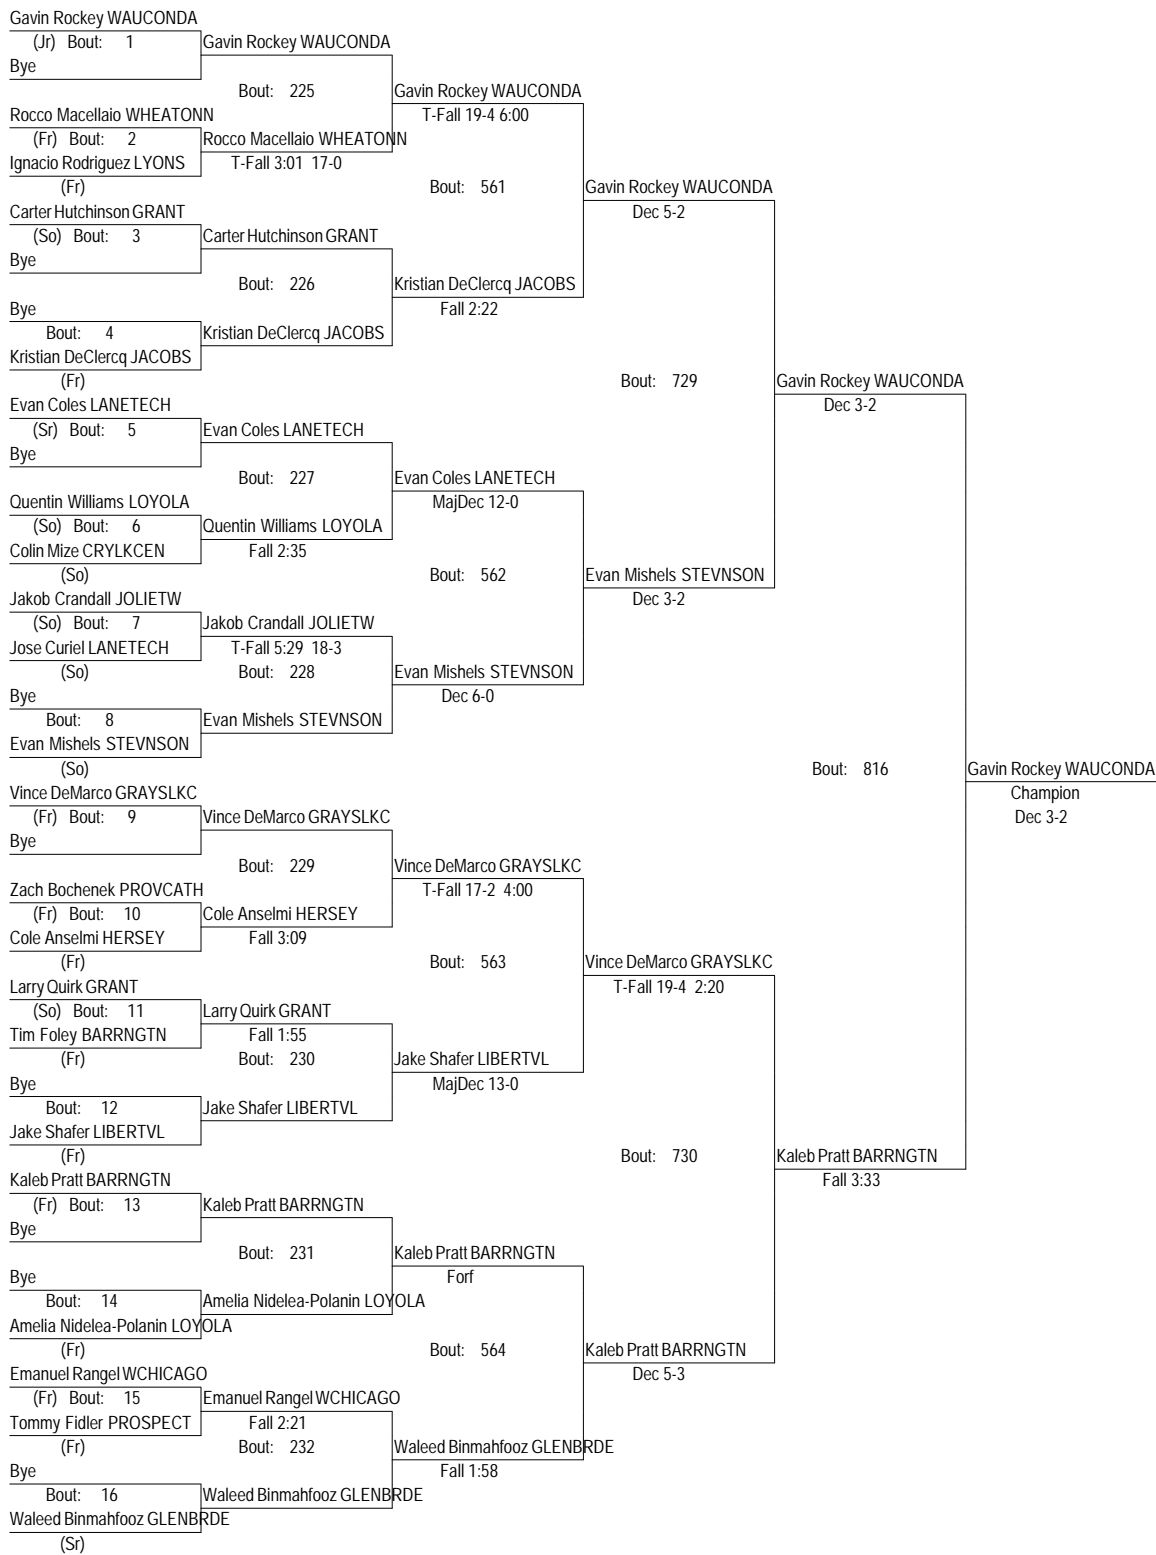 Gavin Rockey WAUCONDA
(Jr) Bout: 1 Gavin Rockey WAUCONDA
Bye
Bout: 225 Gavin Rockey WAUCONDA
Rocco Macellaio WHEATONN T-Fall 19-4 6:00
(Fr) Bout: 2 Rocco Macellaio WHEATONN
Ignacio Rodriguez LYONS T-Fall 3:01 17-0
(Fr) Bout: 561 Gavin Rockey WAUCONDA
Carter Hutchinson GRANT Dec 5-2
(So) Bout: 3 Carter Hutchinson GRANT
Bye
Bout: 226 Kristian DeClercq JACOBS
Bye Fall 2:22
Bout: 4 Kristian DeClercq JACOBS
Kristian DeClercq JACOBS
(Fr) Bout: 729 Gavin Rockey WAUCONDA
Evan Coles LANETECH Dec 3-2
(Sr) Bout: 5 Evan Coles LANETECH
Bye
Bout: 227 Evan Coles LANETECH
Quentin Williams LOYOLA MajDec 12-0
(So) Bout: 6 Quentin Williams LOYOLA
Colin Mize CRYLKCEN Fall 2:35
(So) Bout: 562 Evan Mishels STEVNSON
Jakob Crandall JOLIETW Dec 3-2
(So) Bout: 7 Jakob Crandall JOLIETW
Jose Curiel LANETECH T-Fall 5:29 18-3
(So) Bout: 228 Evan Mishels STEVNSON
Bye Dec 6-0
Bout: 8 Evan Mishels STEVNSON
Evan Mishels STEVNSON
(So) Bout: 816 Gavin Rockey WAUCONDA
Vince DeMarco GRAYSLKC Champion
(Fr) Bout: 9 Vince DeMarco GRAYSLKC Dec 3-2
Bye
Bout: 229 Vince DeMarco GRAYSLKC
Zach Bochenek PROVCATH T-Fall 17-2 4:00
(Fr) Bout: 10 Cole Anselmi HERSEY
Cole Anselmi HERSEY Fall 3:09
(Fr) Bout: 563 Vince DeMarco GRAYSLKC
Larry Quirk GRANT T-Fall 19-4 2:20
(So) Bout: 11 Larry Quirk GRANT
Tim Foley BARRNGTN Fall 1:55
(Fr) Bout: 230 Jake Shafer LIBERTVL
Bye MajDec 13-0
Bout: 12 Jake Shafer LIBERTVL
Jake Shafer LIBERTVL
(Fr) Bout: 730 Kaleb Pratt BARRNGTN
Kaleb Pratt BARRNGTN Fall 3:33
(Fr) Bout: 13 Kaleb Pratt BARRNGTN
Bye
Bout: 231 Kaleb Pratt BARRNGTN
Bye Forf
Bout: 14 Amelia Nidelea-Polanin LOYOLA
Amelia Nidelea-Polanin LOYOLA
(Fr) Bout: 564 Kaleb Pratt BARRNGTN
Emanuel Rangel WCHICAGO Dec 5-3
(Fr) Bout: 15 Emanuel Rangel WCHICAGO
Tommy Fidler PROSPECT Fall 2:21
(Fr) Bout: 232 Waleed Binmahfooz GLENBRDE
Bye Fall 1:58
Bout: 16 Waleed Binmahfooz GLENBRDE
Waleed Binmahfooz GLENBRDE
(Sr)